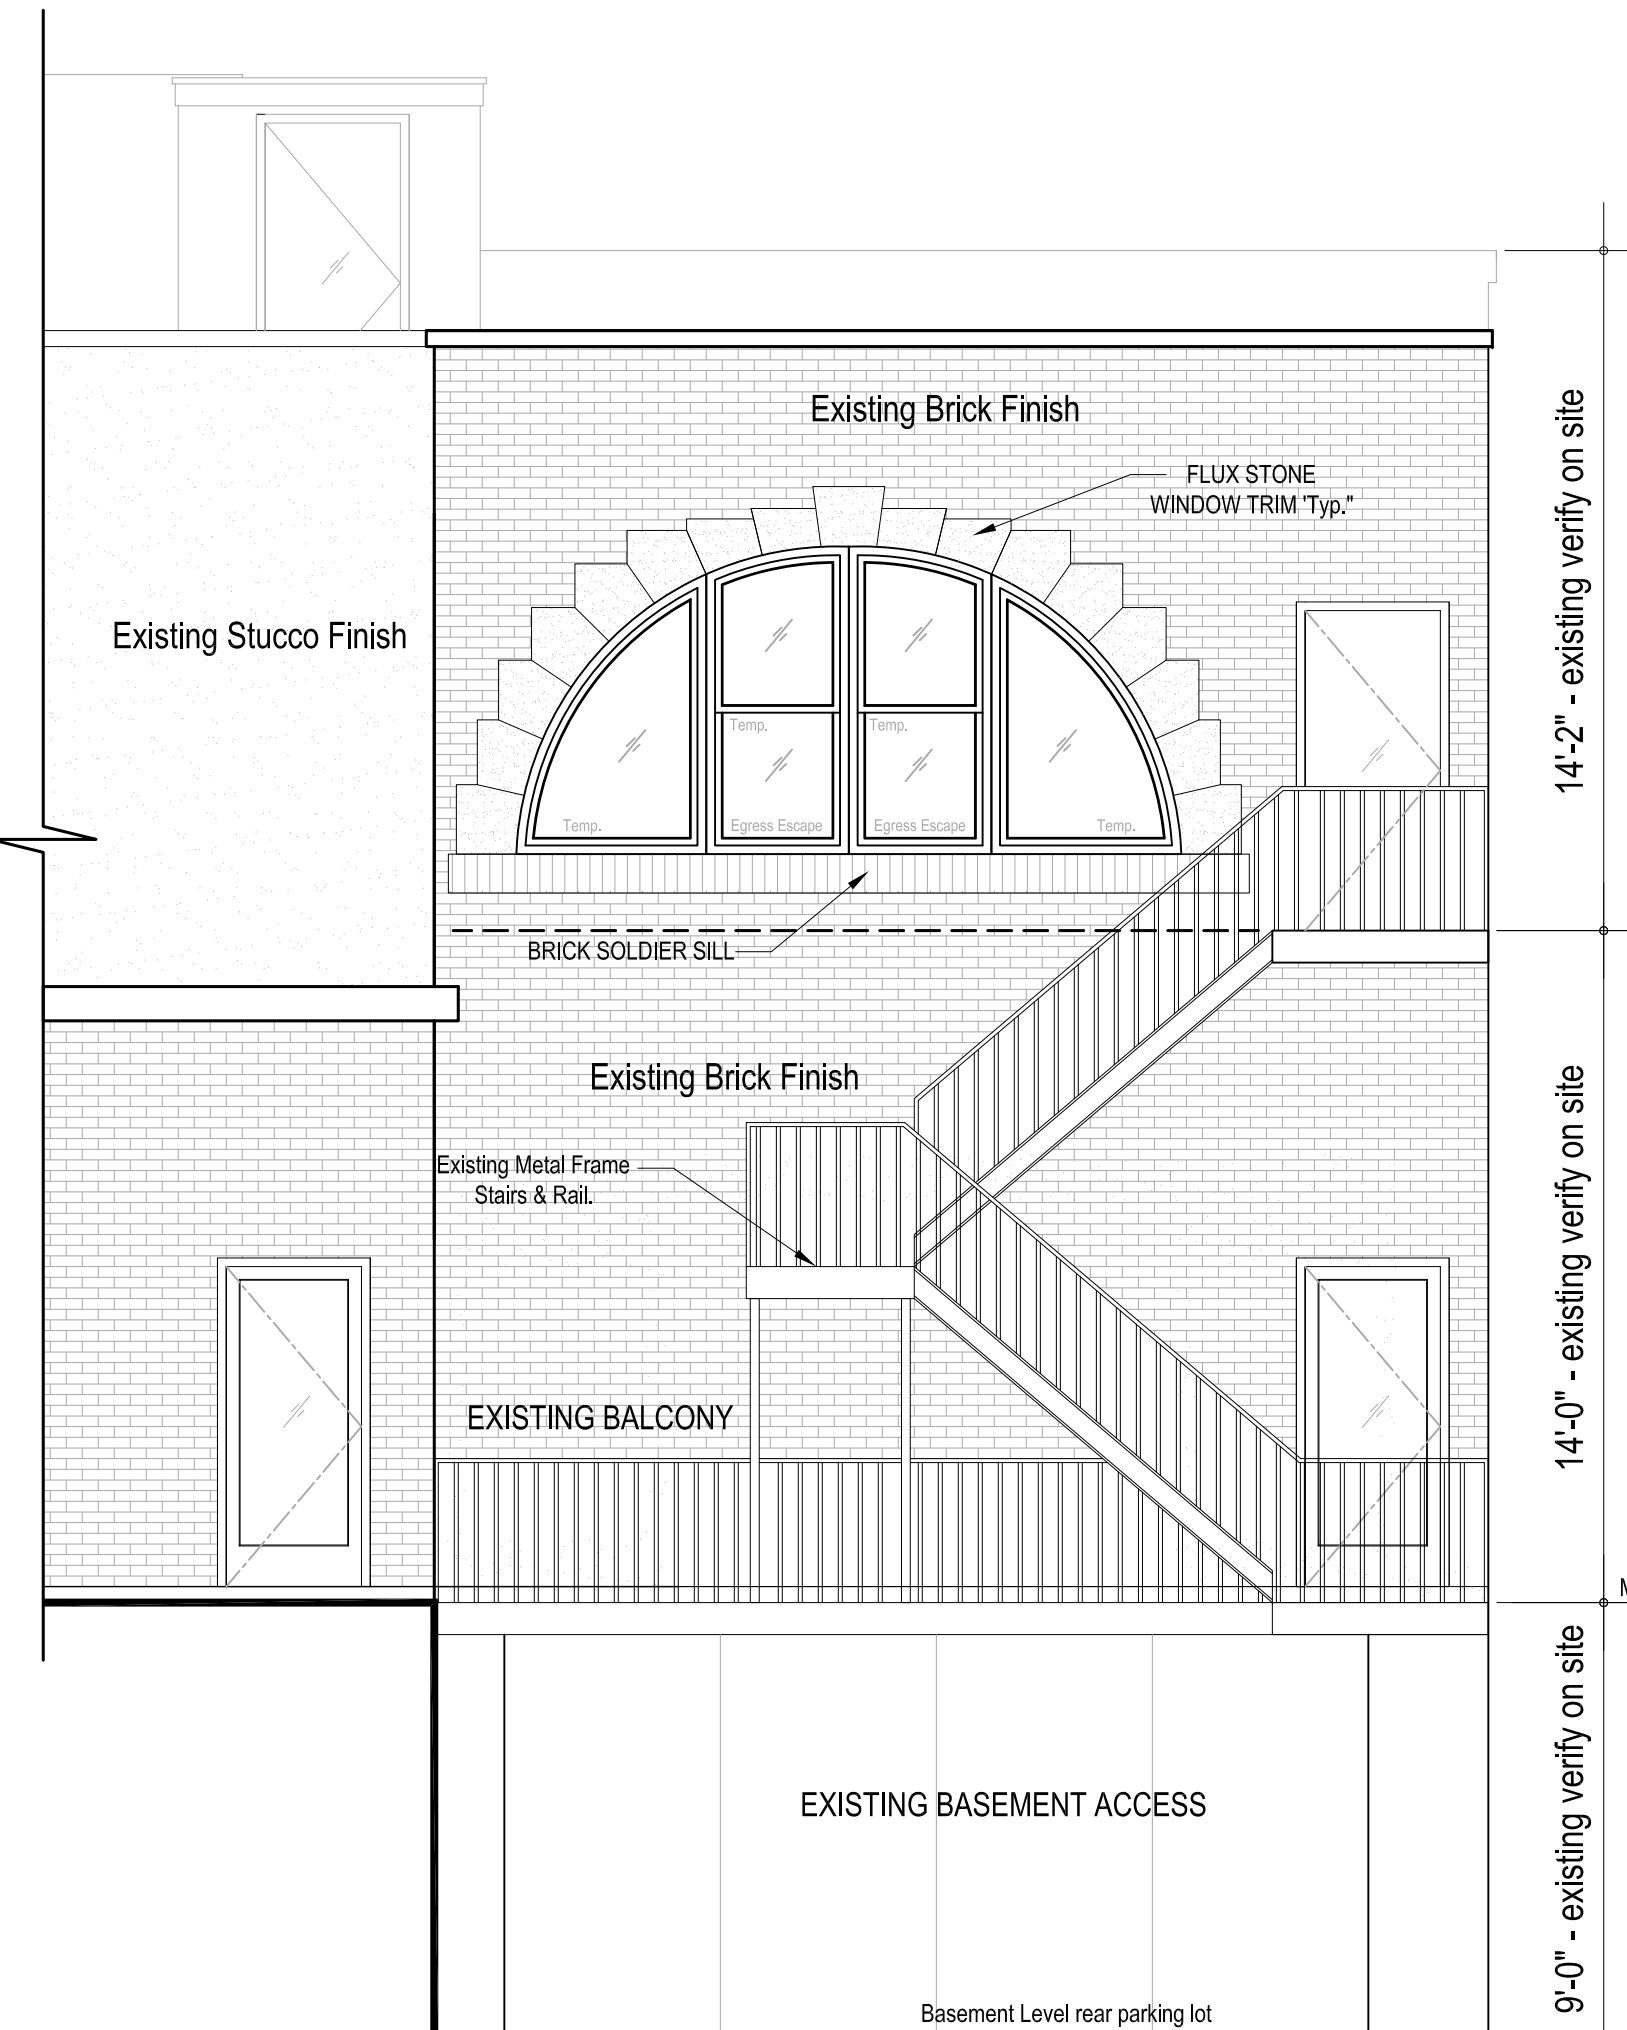 Existing Brick Finish
14'-2" - existing verify on site
FLUX STONE
WINDOW TRIM 'Typ."
Existing Stucco Finish
Temp.
Temp.
Temp.
Egress Escape
Egress Escape
Temp.
BRICK SOLDIER SILL
Existing Brick Finish
14'-0" - existing verify on site
Existing Metal Frame
Stairs & Rail.
EXISTING BALCONY
9'-0" - existing verify on site
EXISTING BASEMENT ACCESS
Basement Level rear parking lot